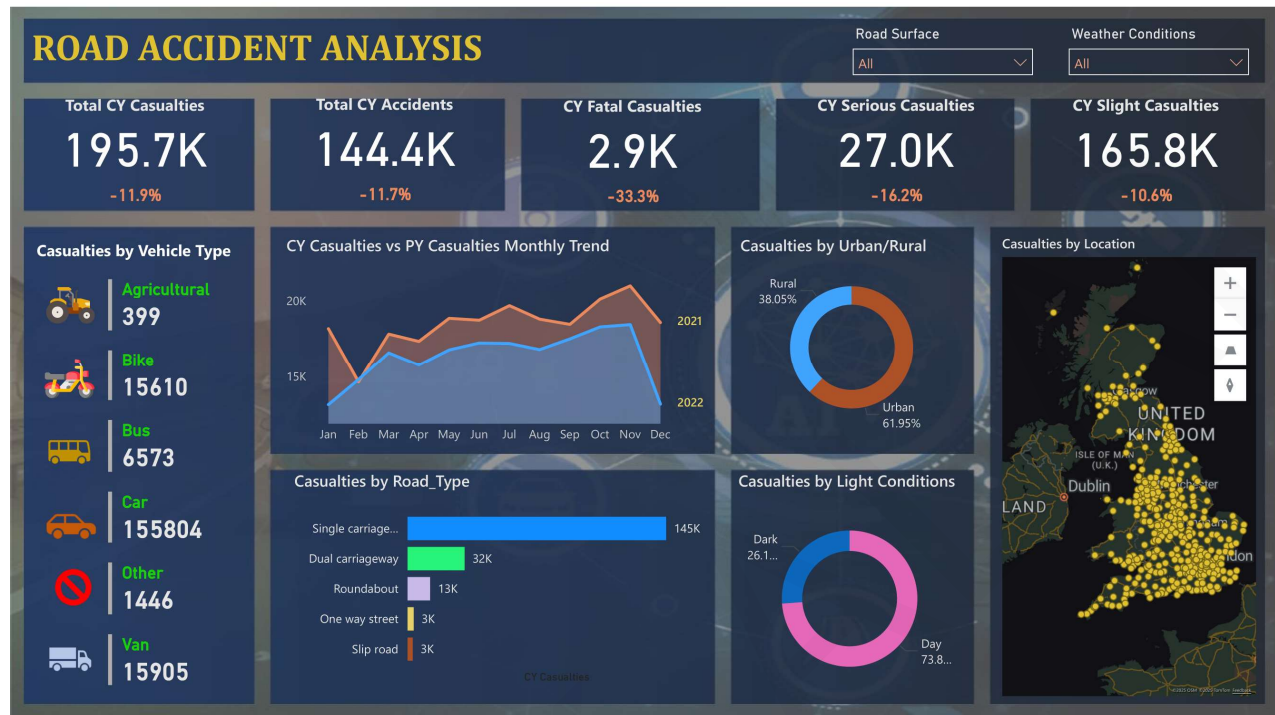 ROAD ACCIDENT ANALYSIS
Road Surface
All
Weather Conditions
All
Total CY Casualties
195.7K
-11.9%
Total CY Accidents
144.4K
-11.7%
CY Fatal Casualties
2.9K
-33.3%
CY Serious Casualties
27.0K
-16.2%
CY Slight Casualties
165.8K
-10.6%
Casualties by Vehicle Type
Agricultural
399
Bike
15610
Bus
6573
Car
155804
Other
1446
Van
15905
CY Casualties vs PY Casualties Monthly Trend
20K
15K
2021
2022
Jan Feb Mar Apr May Jun Jul Aug Sep Oct Nov Dec
Casualties by Road_Type
Single carriage... 145K
Dual carriageway 32K
Roundabout 13K
One way street 3K
Slip road 3K
CY Casualties
Casualties by Urban/Rural
Rural
38.05%
Urban
61.95%
Casualties by Light Conditions
Dark
26.1...
Day
73.8...
Casualties by Location
+
−
UNITED
KINGDOM
ISLE OF MAN
(U.K.)
Dublin
LAND
Feedback